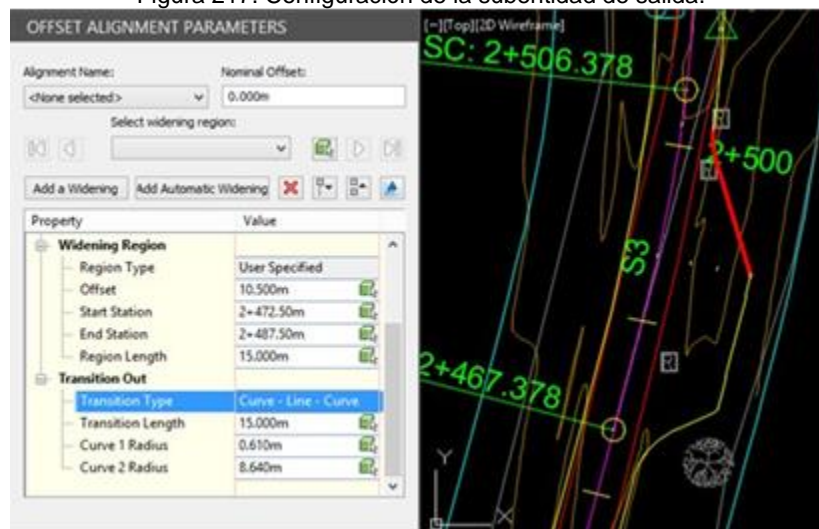 Figura 217. Configuración de la subentidad de salida.
OFFSET ALIGNMENT PARAMETERS
Alignment Name:
Nominal Offset:
<None selected>
0.000m
Select widening region:
Add a Widening
Add Automatic Widening
Property
Value
Widening Region
Region Type
User Specified
Offset
10.500m
Start Station
2+472.50m
End Station
2+487.50m
Region Length
15.000m
Transition Out
Transition Type
Curve - Line - Curve
Transition Length
15.000m
Curve 1 Radius
0.610m
Curve 2 Radius
8.640m
[-][Top][2D Wireframe]
SC: 2+506.378
2+500
S3
2+467.378
Y
X